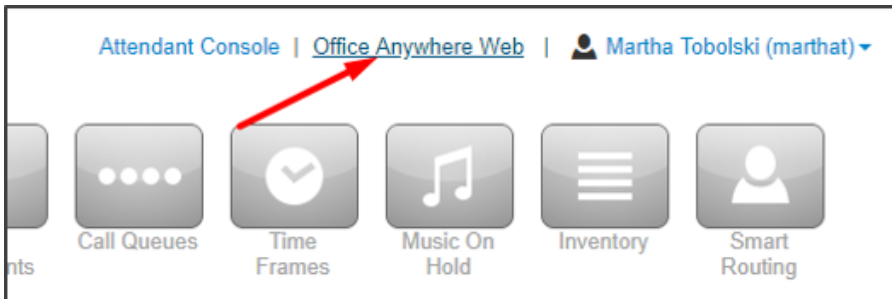 Attendant Console | Office Anywhere Web | Martha Tobolski (marthat)
Call Queues
Time
Frames
Music On
Hold
Inventory
Smart
Routing
nts